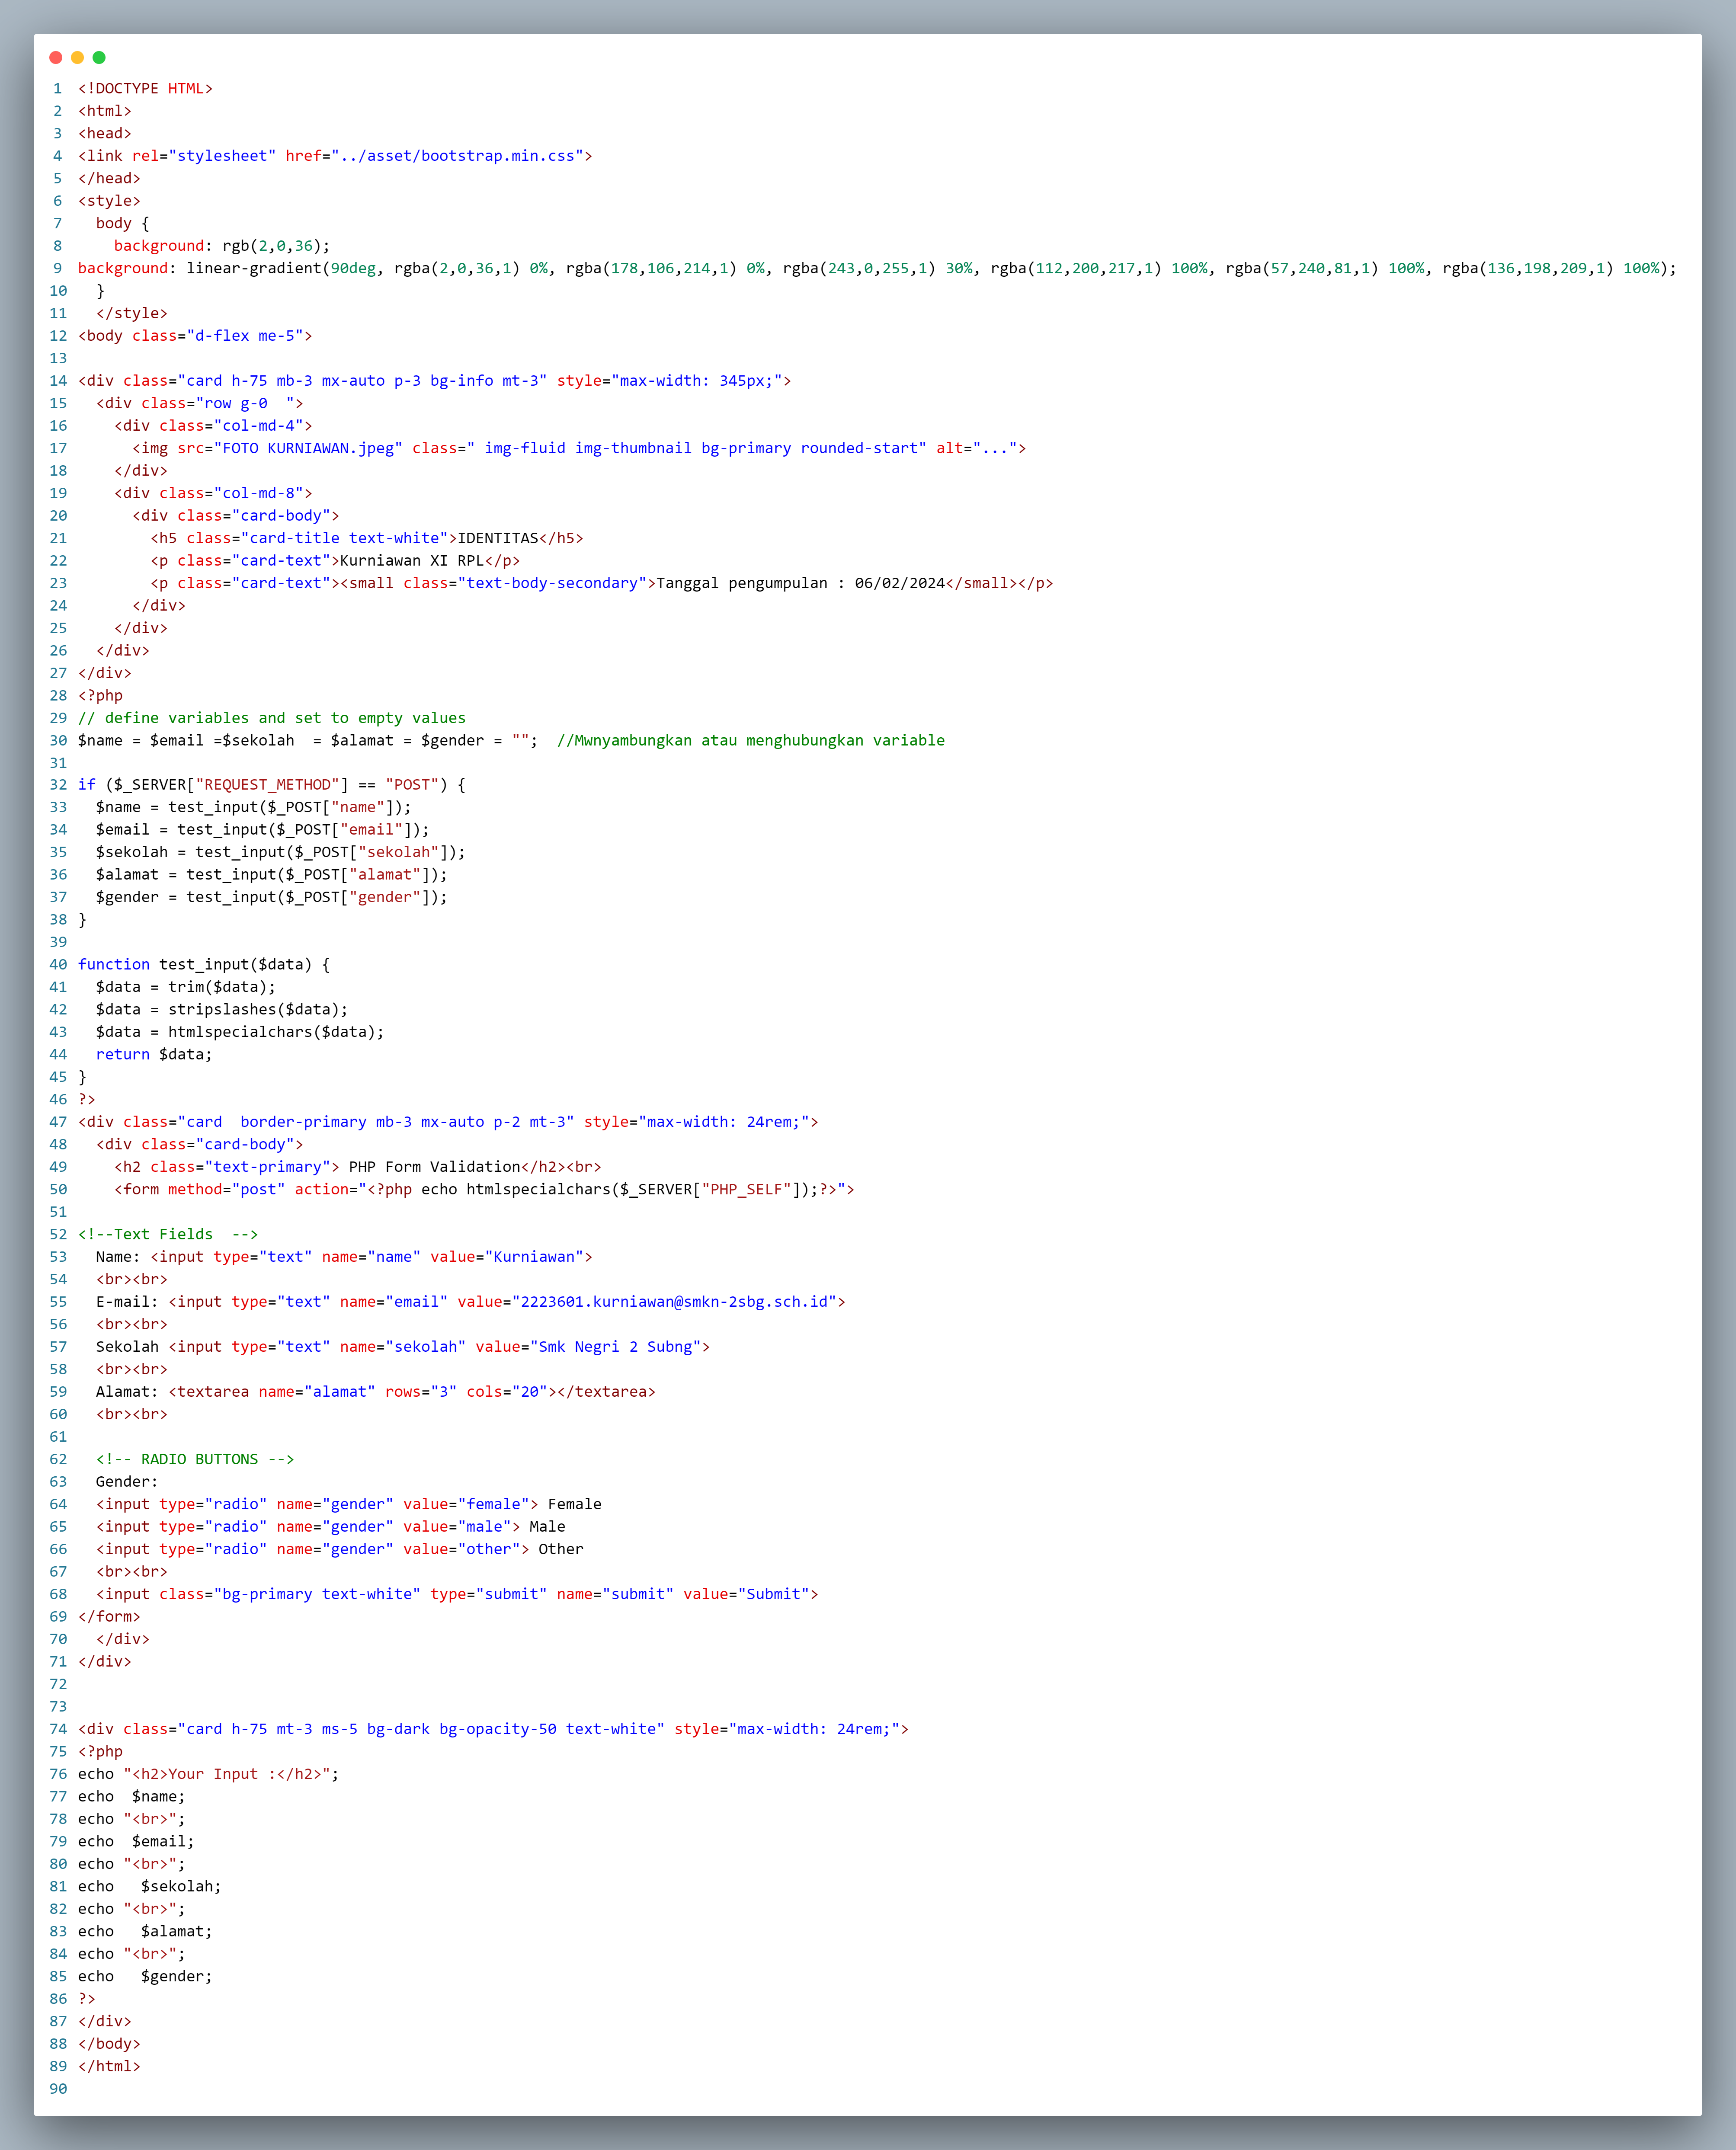 1 <!DOCTYPE HTML>
2 <html>
3 <head>
4 <link rel="stylesheet" href="../asset/bootstrap.min.css">
5 </head>
6 <style>
7   body {
8     background: rgb(2,0,36);
9 background: linear-gradient(90deg, rgba(2,0,36,1) 0%, rgba(178,106,214,1) 0%, rgba(243,0,255,1) 30%, rgba(112,200,217,1) 100%, rgba(57,240,81,1) 100%, rgba(136,198,209,1) 100%);
10   }
11   </style>
12 <body class="d-flex me-5">
13
14 <div class="card h-75 mb-3 mx-auto p-3 bg-info mt-3" style="max-width: 345px;">
15   <div class="row g-0  ">
16     <div class="col-md-4">
17       <img src="FOTO KURNIAWAN.jpeg" class=" img-fluid img-thumbnail bg-primary rounded-start" alt="...">
18     </div>
19     <div class="col-md-8">
20       <div class="card-body">
21         <h5 class="card-title text-white">IDENTITAS</h5>
22         <p class="card-text">Kurniawan XI RPL</p>
23         <p class="card-text"><small class="text-body-secondary">Tanggal pengumpulan : 06/02/2024</small></p>
24       </div>
25     </div>
26   </div>
27 </div>
28 <?php
29 // define variables and set to empty values
30 $name = $email =$sekolah  = $alamat = $gender = "";  //Mwnyambungkan atau menghubungkan variable
31
32 if ($_SERVER["REQUEST_METHOD"] == "POST") {
33   $name = test_input($_POST["name"]);
34   $email = test_input($_POST["email"]);
35   $sekolah = test_input($_POST["sekolah"]);
36   $alamat = test_input($_POST["alamat"]);
37   $gender = test_input($_POST["gender"]);
38 }
39
40 function test_input($data) {
41   $data = trim($data);
42   $data = stripslashes($data);
43   $data = htmlspecialchars($data);
44   return $data;
45 }
46 ?>
47 <div class="card  border-primary mb-3 mx-auto p-2 mt-3" style="max-width: 24rem;">
48   <div class="card-body">
49     <h2 class="text-primary"> PHP Form Validation</h2><br>
50     <form method="post" action="<?php echo htmlspecialchars($_SERVER["PHP_SELF"]);?>">
51
52 <!--Text Fields  -->
53   Name: <input type="text" name="name" value="Kurniawan">
54   <br><br>
55   E-mail: <input type="text" name="email" value="2223601.kurniawan@smkn-2sbg.sch.id">
56   <br><br>
57   Sekolah <input type="text" name="sekolah" value="Smk Negri 2 Subng">
58   <br><br>
59   Alamat: <textarea name="alamat" rows="3" cols="20"></textarea>
60   <br><br>
61
62   <!-- RADIO BUTTONS -->
63   Gender:
64   <input type="radio" name="gender" value="female"> Female
65   <input type="radio" name="gender" value="male"> Male
66   <input type="radio" name="gender" value="other"> Other
67   <br><br>
68   <input class="bg-primary text-white" type="submit" name="submit" value="Submit">
69 </form>
70   </div>
71 </div>
72
73
74 <div class="card h-75 mt-3 ms-5 bg-dark bg-opacity-50 text-white" style="max-width: 24rem;">
75 <?php
76 echo "<h2>Your Input :</h2>";
77 echo  $name;
78 echo "<br>";
79 echo  $email;
80 echo "<br>";
81 echo   $sekolah;
82 echo "<br>";
83 echo   $alamat;
84 echo "<br>";
85 echo   $gender;
86 ?>
87 </div>
88 </body>
89 </html>
90